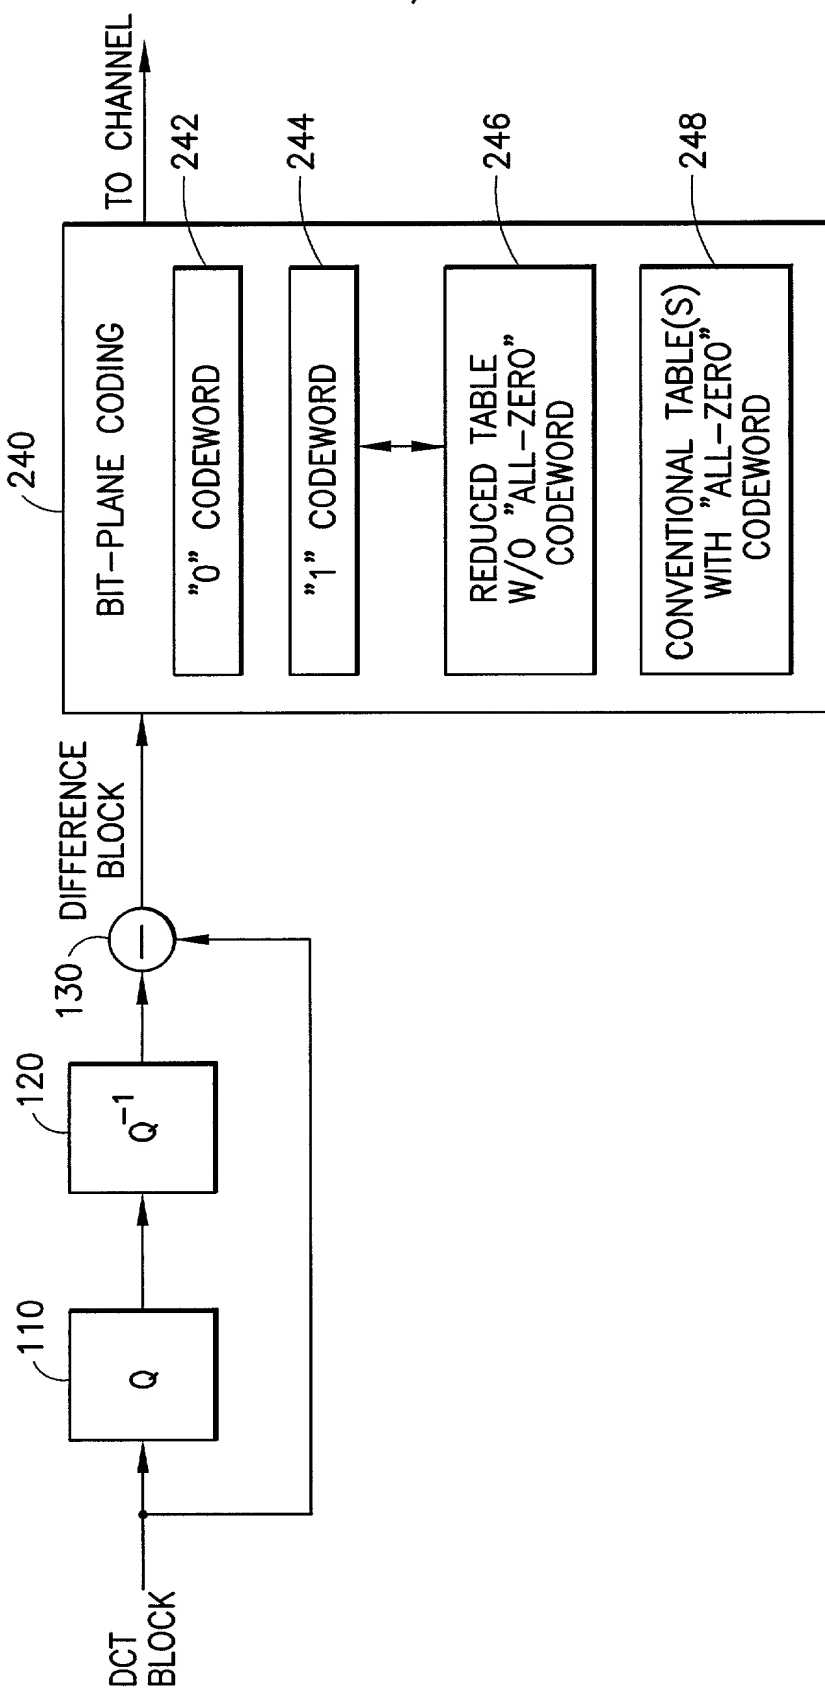 DCT
BLOCK
110
Q
120
Q⁻¹
130
−
DIFFERENCE
BLOCK
240
BIT–PLANE CODING
"0" CODEWORD
242
"1" CODEWORD
244
REDUCED TABLE
W/O "ALL–ZERO"
CODEWORD
246
CONVENTIONAL TABLE(S)
WITH "ALL–ZERO"
CODEWORD
248
TO CHANNEL